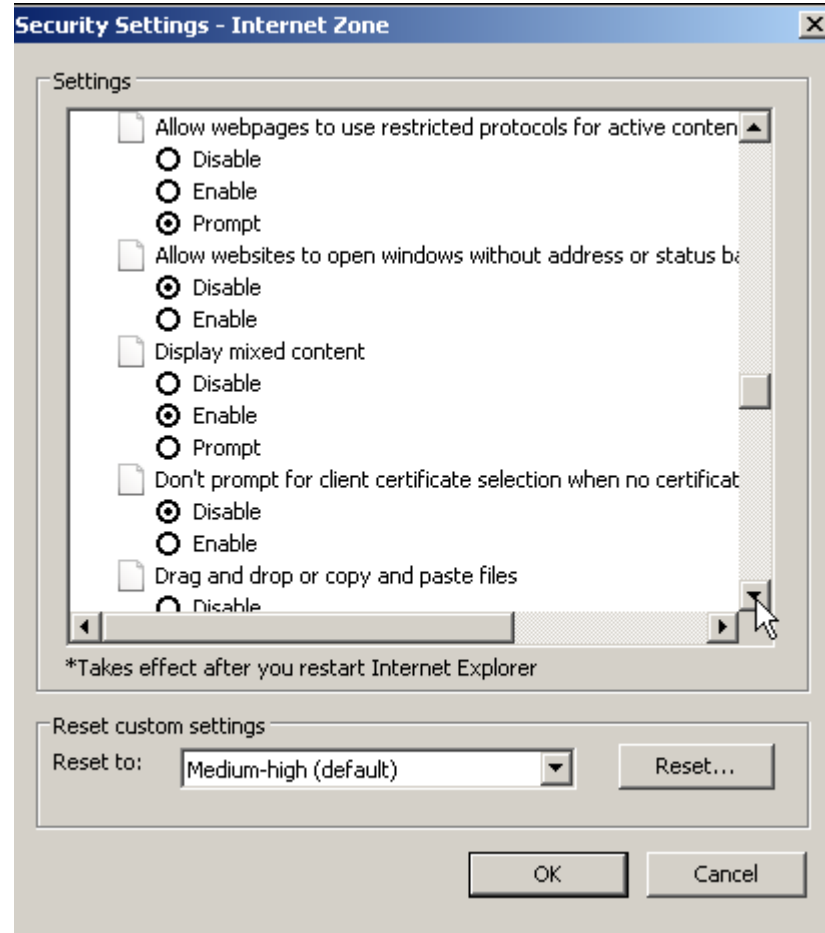 Security Settings - Internet Zone
Settings
Allow webpages to use restricted protocols for active conten
Disable
Enable
Prompt
Allow websites to open windows without address or status ba
Disable
Enable
Display mixed content
Disable
Enable
Prompt
Don't prompt for client certificate selection when no certificat
Disable
Enable
Drag and drop or copy and paste files
Disable
*Takes effect after you restart Internet Explorer
Reset custom settings
Reset to: Medium-high (default) Reset...
OK Cancel